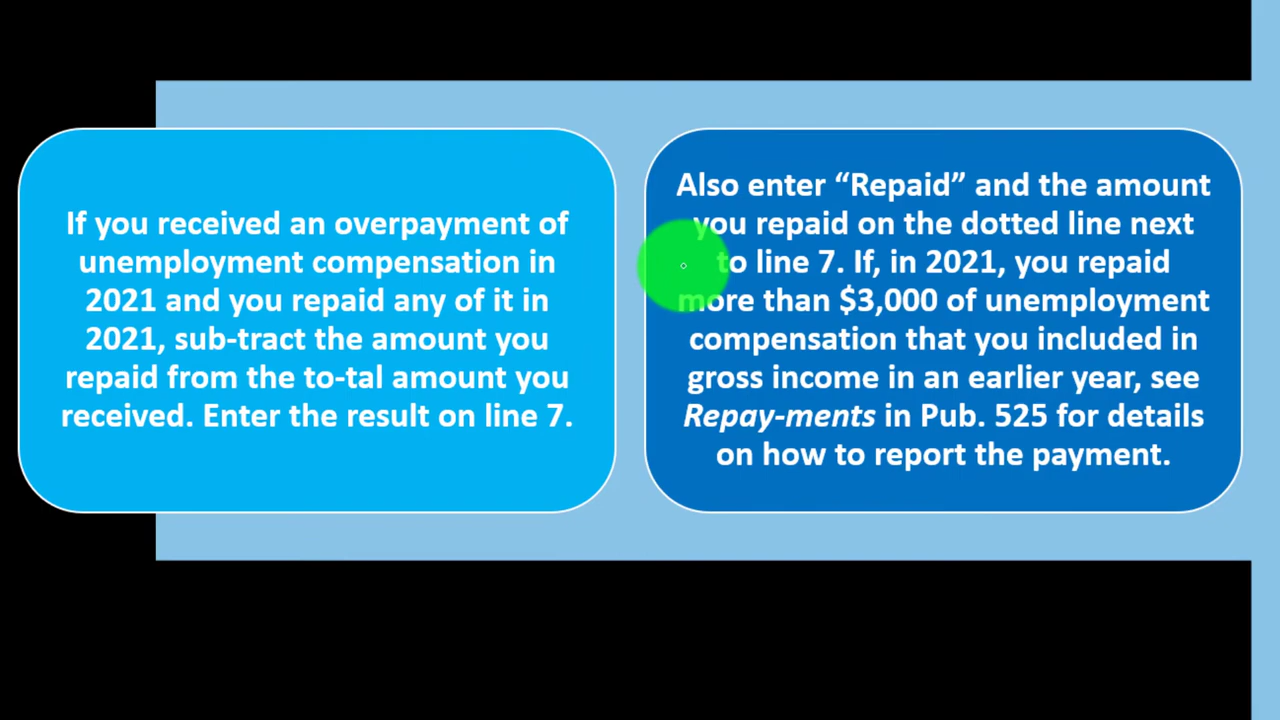 If you received an overpayment of
unemployment compensation in
2021 and you repaid any of it in
2021, sub-tract the amount you
repaid from the to-tal amount you
received. Enter the result on line 7.
Also enter “Repaid” and the amount
you repaid on the dotted line next
to line 7. If, in 2021, you repaid
more than $3,000 of unemployment
compensation that you included in
gross income in an earlier year, see
Repay-ments in Pub. 525 for details
on how to report the payment.